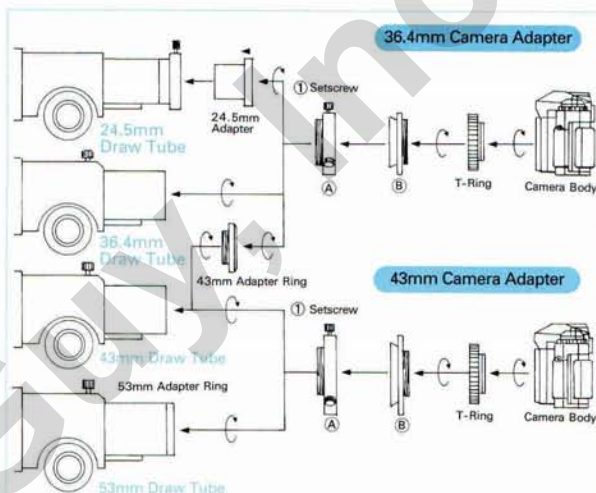 36.4mm Camera Adapter
① Setscrew
24.5mm
Adapter
24.5mm
Draw Tube
Ⓐ
Ⓑ
T-Ring
Camera Body
36.4mm
Draw Tube
43mm Adapter Ring
43mm Camera Adapter
① Setscrew
43mm Draw Tube
53mm Adapter Ring
Ⓐ
Ⓑ
T-Ring
Camera Body
53mm Draw Tube
Guy, Inc